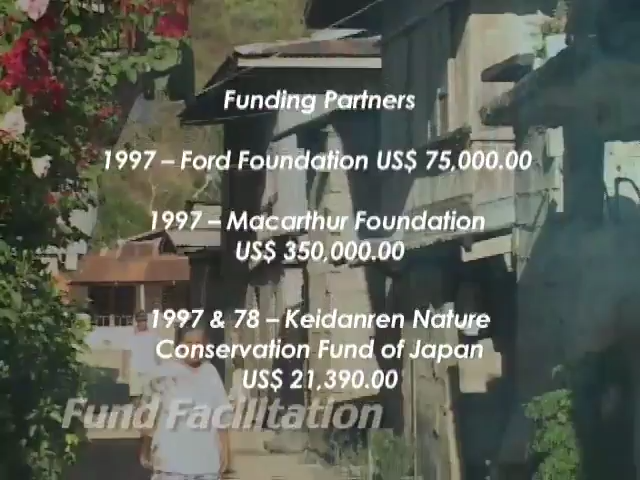 Funding Partners
1997 – Ford Foundation US$ 75,000.00
1997 – Macarthur Foundation
US$ 350,000.00
1997 & 78 – Keidanren Nature
Conservation Fund of Japan
US$ 21,390.00
Fund Facilitation